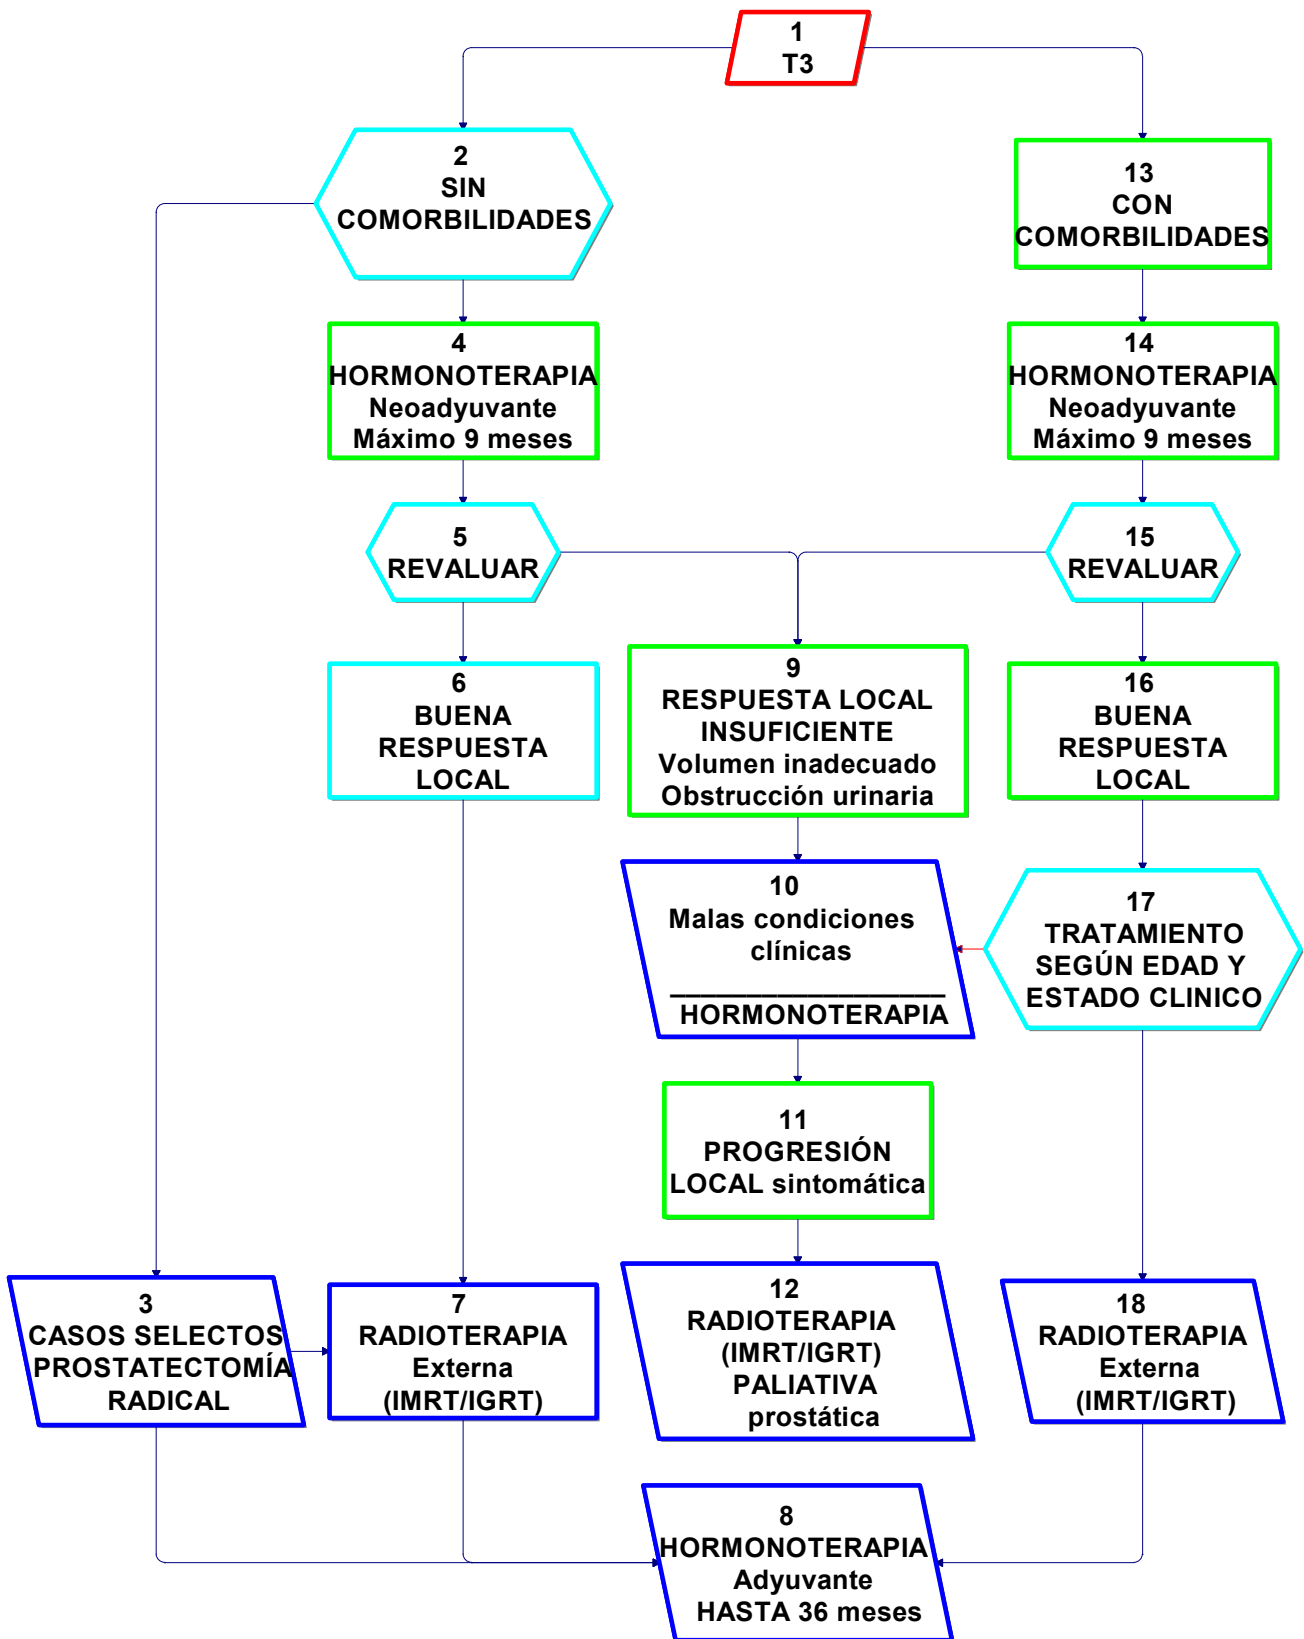 1
T3
2
SIN
COMORBILIDADES
13
CON
COMORBILIDADES
4
HORMONOTERAPIA
Neoadyuvante
Máximo 9 meses
14
HORMONOTERAPIA
Neoadyuvante
Máximo 9 meses
5
REVALUAR
15
REVALUAR
6
BUENA
RESPUESTA
LOCAL
9
RESPUESTA LOCAL
INSUFICIENTE
Volumen inadecuado
Obstrucción urinaria
16
BUENA
RESPUESTA
LOCAL
10
Malas condiciones
clínicas
HORMONOTERAPIA
17
TRATAMIENTO
SEGÚN EDAD Y
ESTADO CLINICO
11
PROGRESIÓN
LOCAL sintomática
3
CASOS SELECTOS
PROSTATECTOMÍA
RADICAL
7
RADIOTERAPIA
Externa
(IMRT/IGRT)
12
RADIOTERAPIA
(IMRT/IGRT)
PALIATIVA
prostática
18
RADIOTERAPIA
Externa
(IMRT/IGRT)
8
HORMONOTERAPIA
Adyuvante
HASTA 36 meses